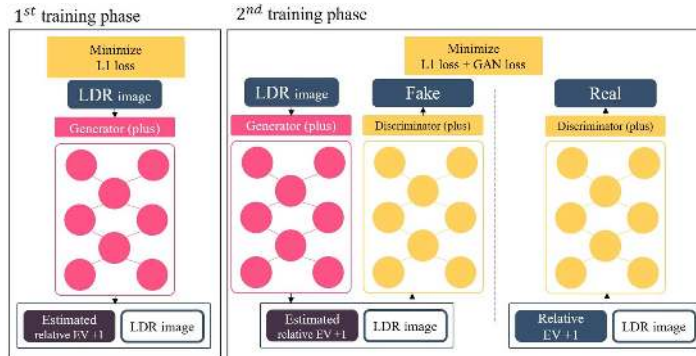 1st training phase
Minimize
L1 loss
LDR image
Generator (plus)
Estimated
relative EV +1
LDR image
2nd training phase
Minimize
L1 loss + GAN loss
LDR image
Fake
Real
Generator (plus)
Discriminator (plus)
Discriminator (plus)
Estimated
relative EV +1
LDR image
Relative
EV +1
LDR image